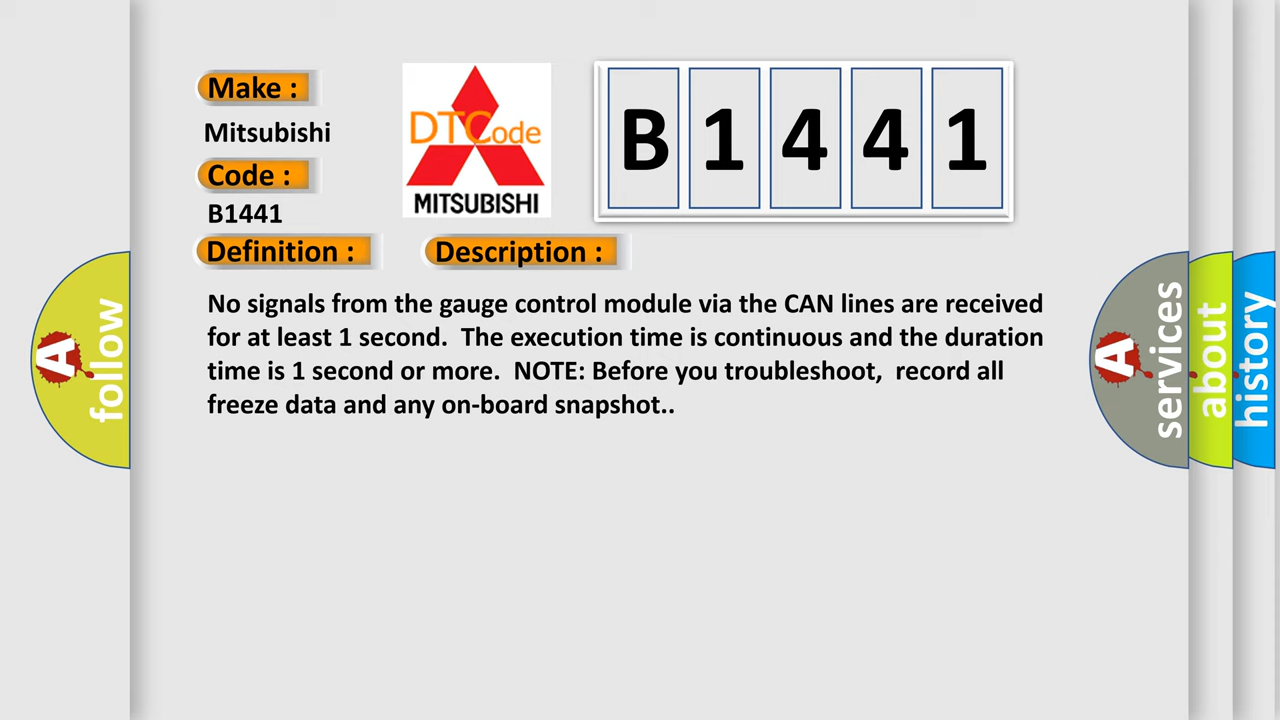 Make :
Mitsubishi
Code :
B1441
DTCode
MITSUBISHI
B 1 4 4 1
Definition :
Description :
No signals from the gauge control module via the CAN lines are received
for at least 1 second  The execution time is continuous and the duration
time is 1 second or more  NOTE: Before you troubleshoot,  record all
freeze data and any on-board snapshot..
A
follow
A
services
about
history